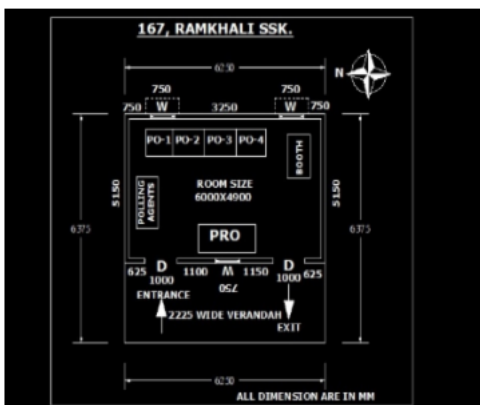 167, RAMKHALI SSK.
6250
N
750 750
750 W 3250 W 750
PO-1 PO-2 PO-3 PO-4
BOOTH
5150
5150
6375
6375
ROOM SIZE
6000X4900
POLLING
AGENTS
PRO
625 D 1100 W 1150 D 625
1000 750 1000
ENTRANCE
2225 WIDE VERANDAH
EXIT
6250
ALL DIMENSION ARE IN MM